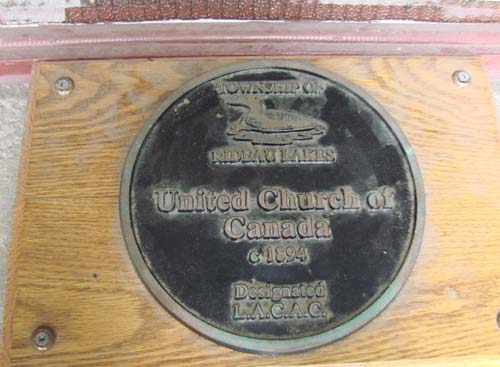 TOWNSHIP OF
RIDEAU LAKES
United Church of
Canada
c 1894
Designated
L.A.C.A.C.